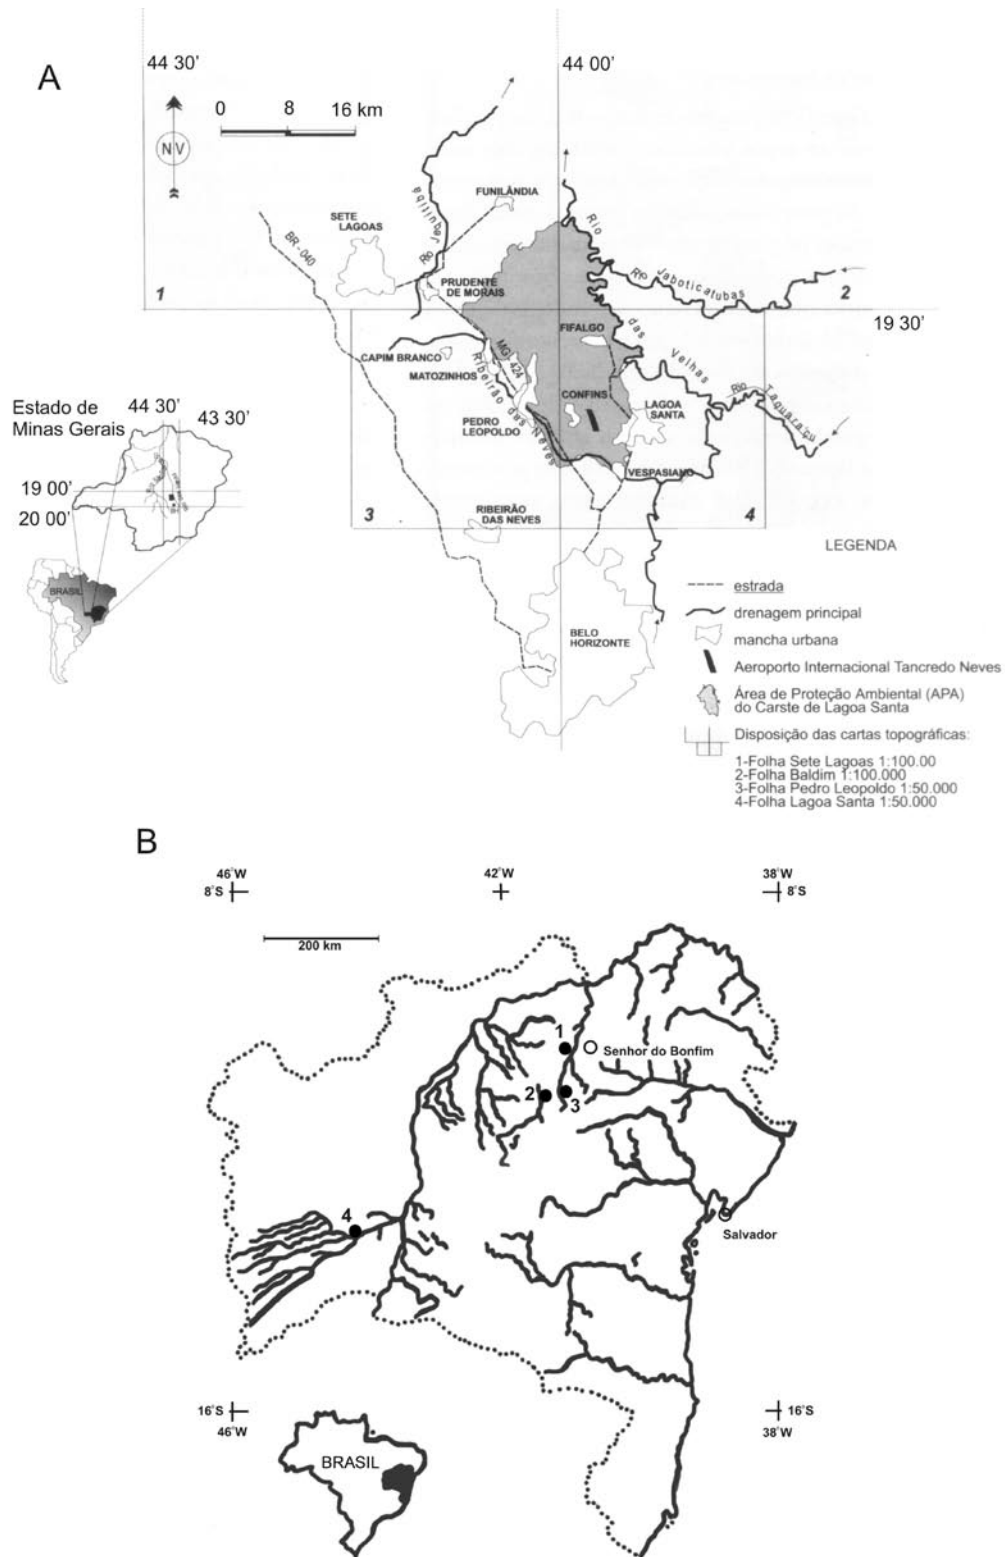 A
44 30'
44 00'
0 8 16 km
N V
FUNILÂNDIA
SETE
LAGOAS
Rio Jequitiba
BR - 040
PRUDENTE
DE MORAIS
Rio
das
Velhas
Rio Jaboticatubas
1
2
19 30'
FIFALGO
CAPIM BRANCO
MATOZINHOS
MG - 424
Ribeirão das Neves
CONFINS
LAGOA
SANTA
Rio Taquaraçu
PEDRO
LEOPOLDO
VESPASIANO
3
RIBEIRÃO
DAS NEVES
4
BELO
HORIZONTE
Estado de
Minas Gerais
44 30'
43 30'
19 00'
20 00'
BRASIL
LEGENDA
estrada
drenagem principal
mancha urbana
Aeroporto Internacional Tancredo Neves
Área de Proteção Ambiental (APA)
do Carste de Lagoa Santa
Disposição das cartas topográficas:
1-Folha Sete Lagoas 1:100.00
2-Folha Baldim 1:100.000
3-Folha Pedro Leopoldo 1:50.000
4-Folha Lagoa Santa 1:50.000
B
46°W
8°S
42°W
38°W
8°S
200 km
1
Senhor do Bonfim
2
3
4
Salvador
16°S
46°W
16°S
38°W
BRASIL